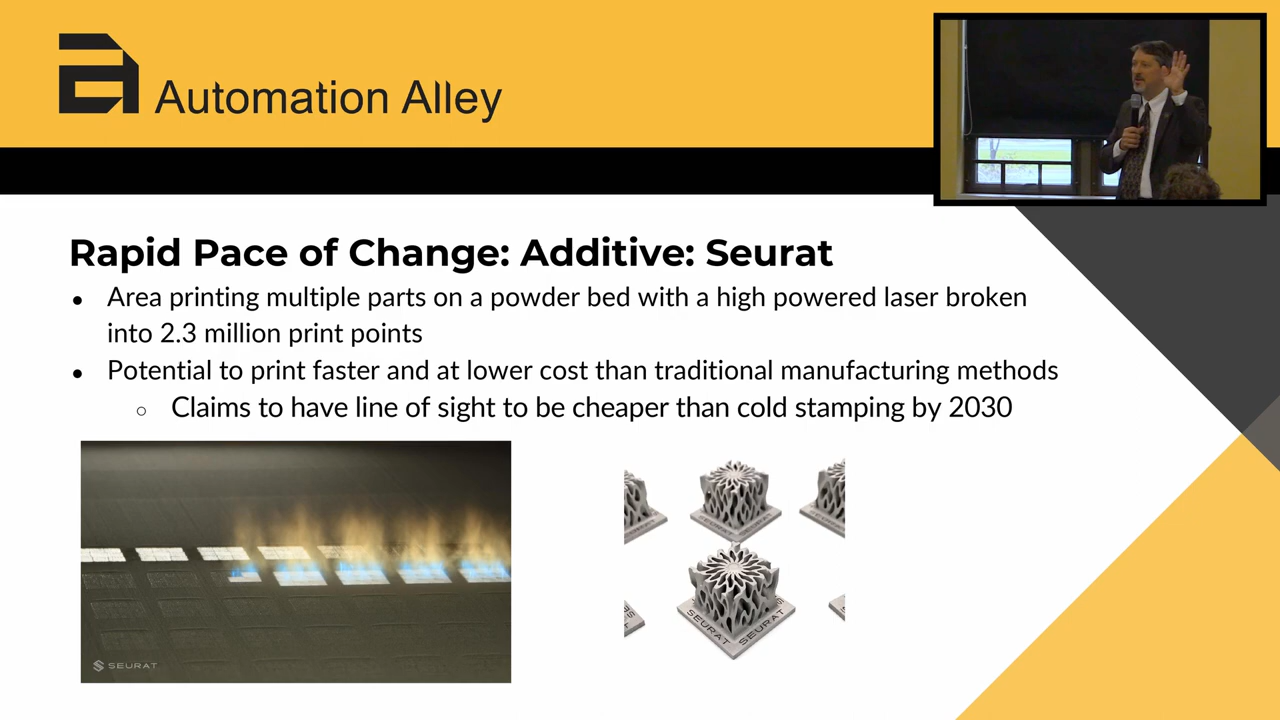 Automation Alley
Rapid Pace of Change: Additive: Seurat
● Area printing multiple parts on a powder bed with a high powered laser broken
into 2.3 million print points
● Potential to print faster and at lower cost than traditional manufacturing methods
○ Claims to have line of sight to be cheaper than cold stamping by 2030
SEURAT
SEURAT SEURAT